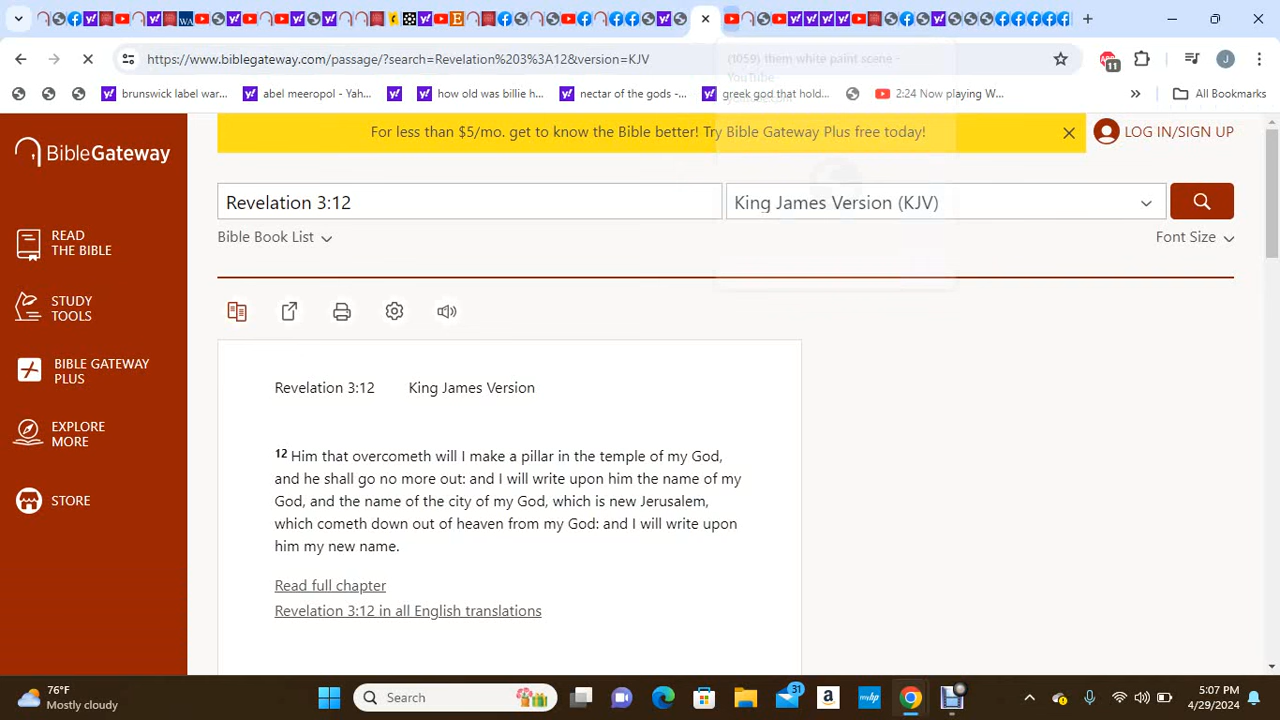 https://www.biblegateway.com/passage/?search=Revelation%203%3A12&version=KJV
11
J
(1059) them white paint scene -
YouTube
brunswick label war...
abel meeropol - Yah...
how old was billie h...
nectar of the gods -...
greek god that hold...
2:24 Now playing W...
All Bookmarks
BibleGateway
For less than $5/mo. get to know the Bible better! Try Bible Gateway Plus free today!
LOG IN/SIGN UP
Revelation 3:12
King James Version (KJV)
Bible Book List
Font Size
READ
THE BIBLE
STUDY
TOOLS
BIBLE GATEWAY
PLUS
EXPLORE
MORE
STORE
Revelation 3:12 King James Version
12 Him that overcometh will I make a pillar in the temple of my God,
and he shall go no more out: and I will write upon him the name of my
God, and the name of the city of my God, which is new Jerusalem,
which cometh down out of heaven from my God: and I will write upon
him my new name.
Read full chapter
Revelation 3:12 in all English translations
76°F
Mostly cloudy
Search
31
5:07 PM
4/29/2024